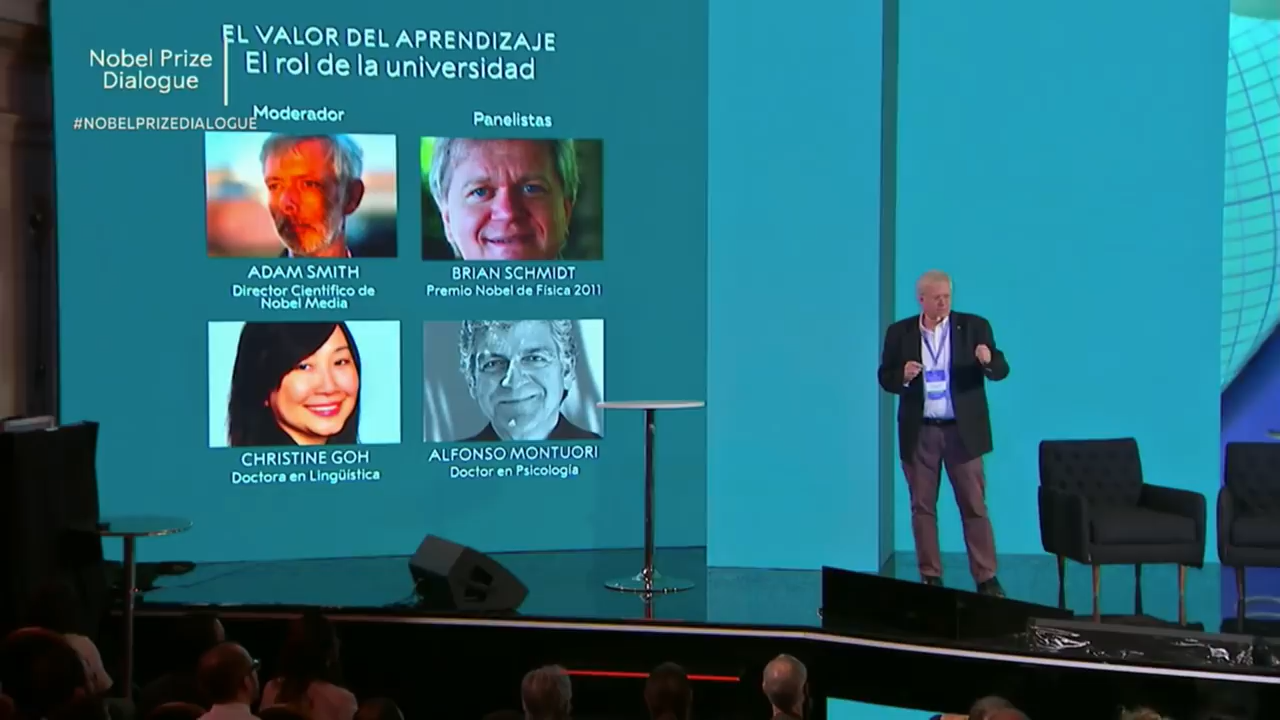 EL VALOR DEL APRENDIZAJE
El rol de la universidad
Nobel Prize
Dialogue
#NOBELPRIZEDIALOGUE
Moderador
Panelistas
ADAM SMITH
Director Científico de
Nobel Media
BRIAN SCHMIDT
Premio Nobel de Física 2011
CHRISTINE GOH
Doctora en Lingüística
ALFONSO MONTUORI
Doctor en Psicología